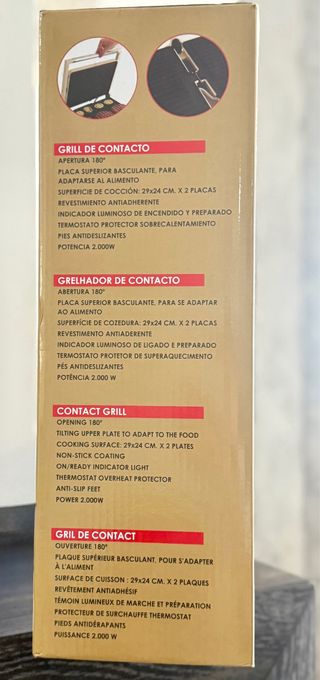 GRILL DE CONTACTO
APERTURA 180°
PLACA SUPERIOR BASCULANTE, PARA
ADAPTARSE AL ALIMENTO
SUPERFICIE DE COCCIÓN: 29x24 CM. X 2 PLACAS
REVESTIMIENTO ANTIADHERENTE
INDICADOR LUMINOSO DE ENCENDIDO Y PREPARADO
TERMOSTATO PROTECTOR SOBRECALENTAMIENTO
PIES ANTIDESLIZANTES
POTENCIA 2.000W
GRELHADOR DE CONTACTO
ABERTURA 180°
PLACA SUPERIOR BASCULANTE, PARA SE ADAPTAR
AO ALIMENTO
SUPERFÍCIE DE COZEDURA: 29x24 CM. X 2 PLACAS
REVESTIMENTO ANTIADERENTE
INDICADOR LUMINOSO DE LIGADO E PREPARADO
TERMOSTATO PROTETOR DE SUPERAQUECIMENTO
PÉS ANTIDESLIZANTES
POTÊNCIA 2.000 W
CONTACT GRILL
OPENING 180°
TILTING UPPER PLATE TO ADAPT TO THE FOOD
COOKING SURFACE: 29x24 CM. X 2 PLATES
NON-STICK COATING
ON/READY INDICATOR LIGHT
THERMOSTAT OVERHEAT PROTECTOR
ANTI-SLIP FEET
POWER 2.000W
GRIL DE CONTACT
OUVERTURE 180°
PLAQUE SUPÉRIEUR BASCULANT, POUR S'ADAPTER
À L'ALIMENT
SURFACE DE CUISSON : 29x24 CM. X 2 PLAQUES
REVÊTEMENT ANTIADHÉSIF
TÉMOIN LUMINEUX DE MARCHE ET PRÉPARATION
PROTECTEUR DE SURCHAUFFE THERMOSTAT
PIEDS ANTIDÉRAPANTS
PUISSANCE 2.000 W